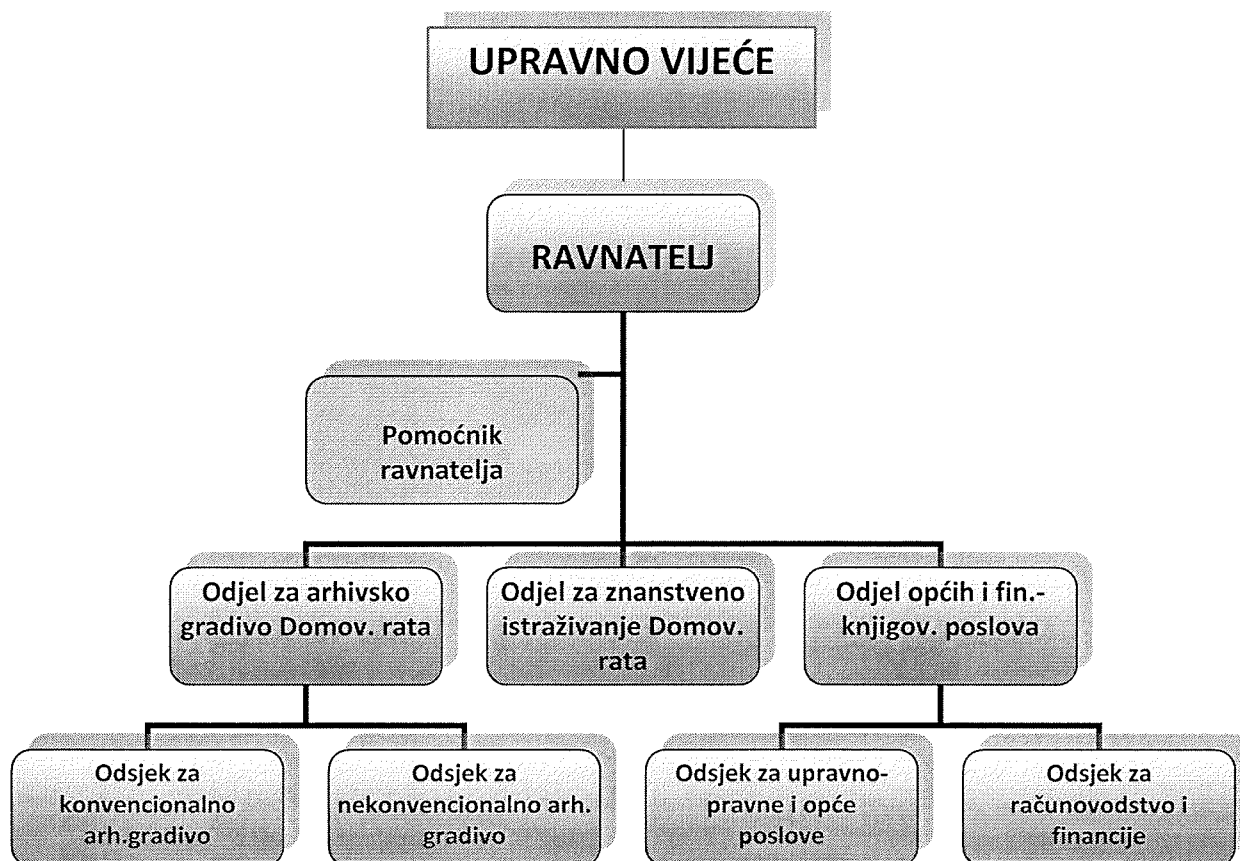 UPRAVNO VIJEĆE
RAVNATELJ
Pomoćnik
ravnatelja
Odjel za arhivsko
gradivo Domov. rata
Odjel za znanstveno
istraživanje Domov.
rata
Odjel općih i fin.-
knjigov. poslova
Odsjek za
konvencionalno
arh.gradivo
Odsjek za
nekonvencionalno arh.
gradivo
Odsjek za upravno-
pravne i opće
poslove
Odsjek za
računovodstvo i
financije